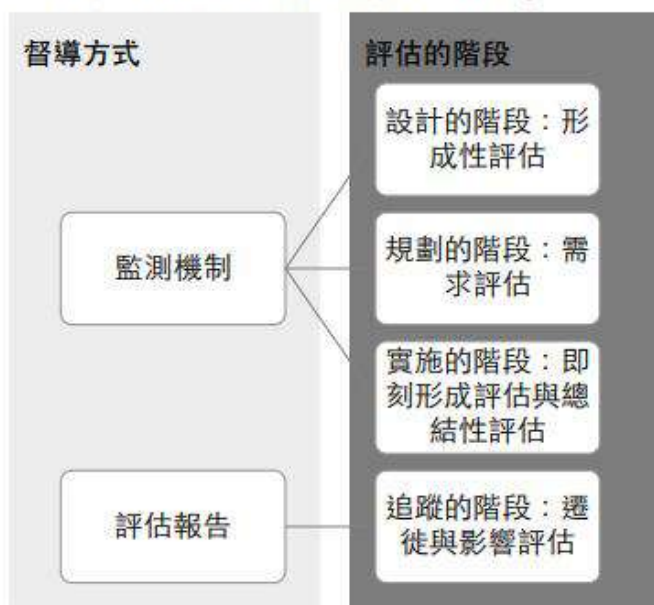 督導方式
評估的階段
設計的階段：形
成性評估
監測機制
規劃的階段：需
求評估
實施的階段：即
刻形成評估與總
結性評估
評估報告
追蹤的階段：遷
徙與影響評估